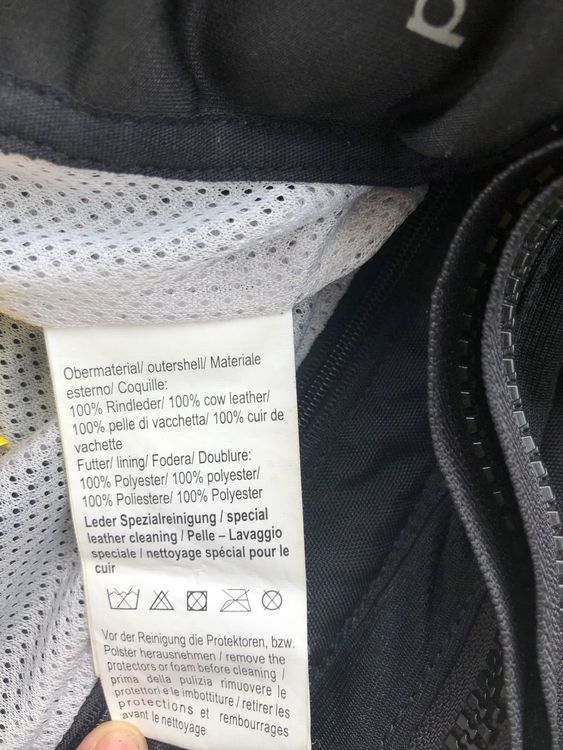 Obermaterial/ outershell/ Materiale
esterno/ Coquille:
100% Rindleder/ 100% cow leather/
100% pelle di vacchetta/ 100% cuir de
vachette
Futter/ lining/ Fodera/ Doublure:
100% Polyester/ 100% polyester/
100% Poliestere/ 100% Polyester
Leder Spezialreinigung / special
leather cleaning / Pelle – Lavaggio
speciale / nettoyage spécial pour le
cuir
Vor der Reinigung die Protektoren, bzw.
Polster herausnehmen / remove the
protectors or foam before cleaning /
prima della pulizia rimuovere le
protettori e le imbottiture / retirer les
protections et rembourrages
avant le nettoyage